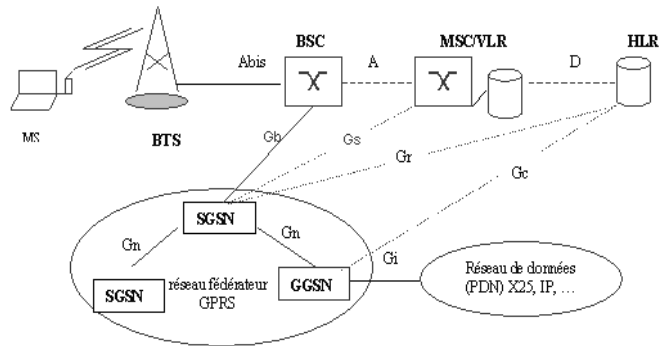 BSC
MSC/VLR
HLR
Abis
A
D
MS
BTS
Gb
Gs
Gr
Gc
SGSN
Gn
Gn
Gi
SGSN
réseau fédérateur
GPRS
GGSN
Réseau de données
(PDN) X25, IP, ...